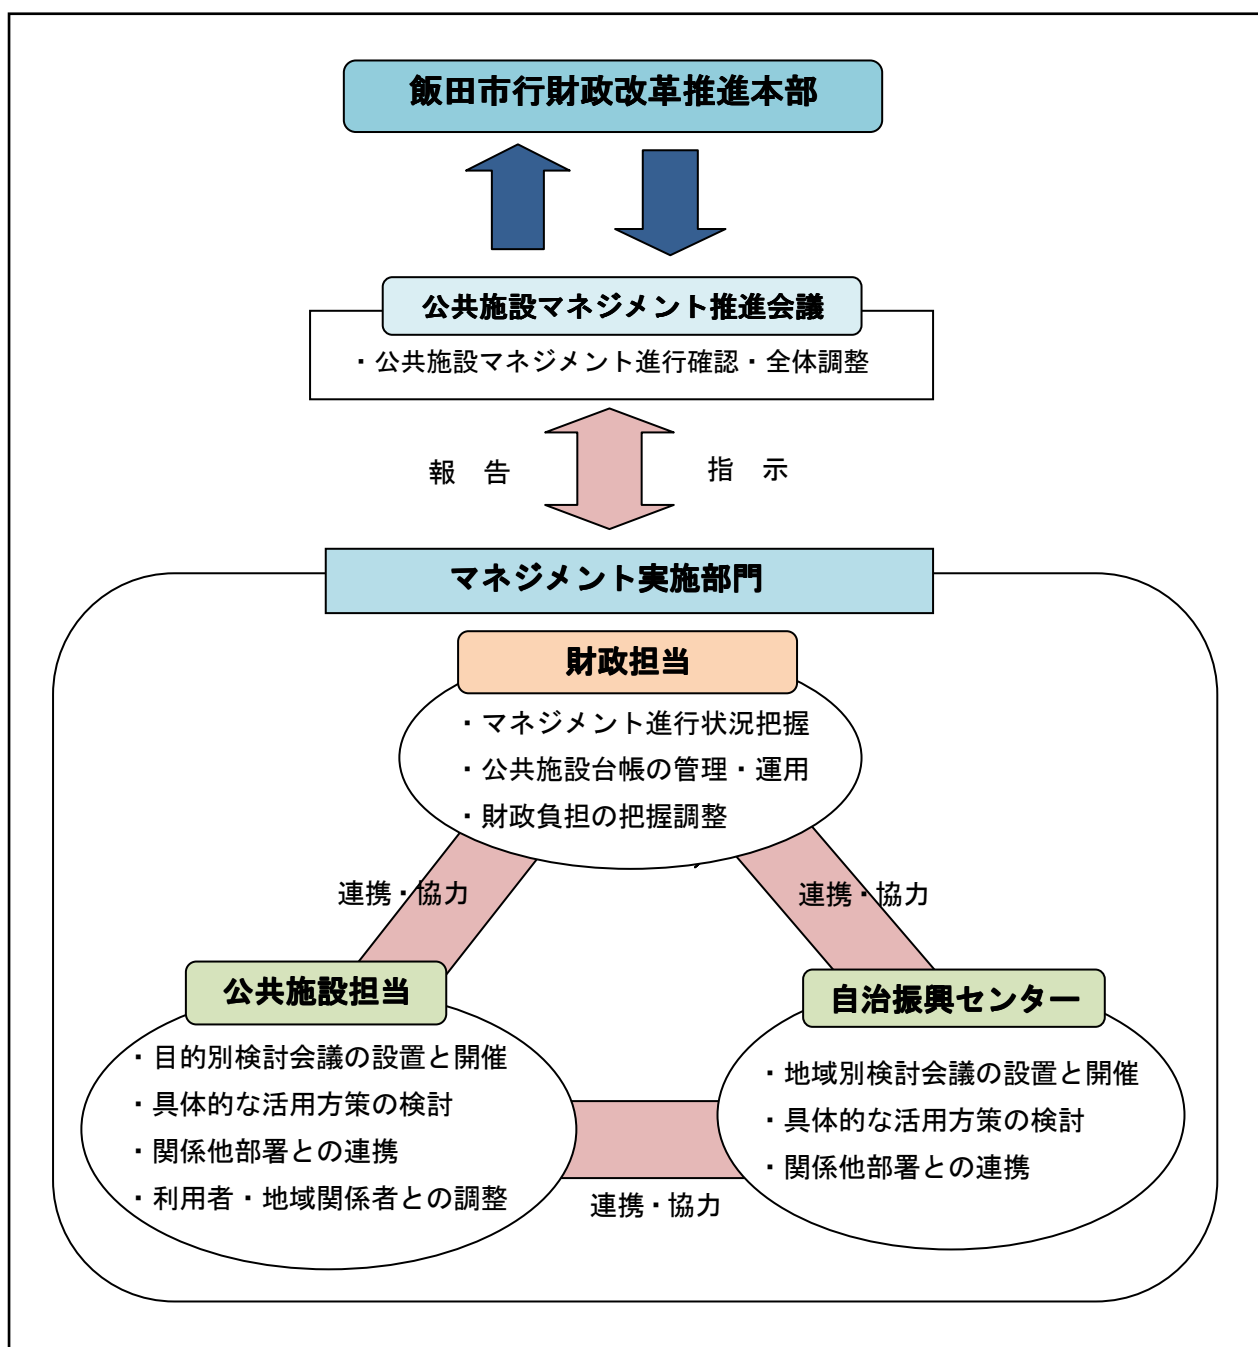 飯田市行財政改革推進本部
公共施設マネジメント推進会議
・公共施設マネジメント進行確認・全体調整
報　告
指　示
マネジメント実施部門
財政担当
・マネジメント進行状況把握
・公共施設台帳の管理・運用
・財政負担の把握調整
連携・協力
連携・協力
公共施設担当
・目的別検討会議の設置と開催
・具体的な活用方策の検討
・関係他部署との連携
・利用者・地域関係者との調整
自治振興センター
・地域別検討会議の設置と開催
・具体的な活用方策の検討
・関係他部署との連携
連携・協力